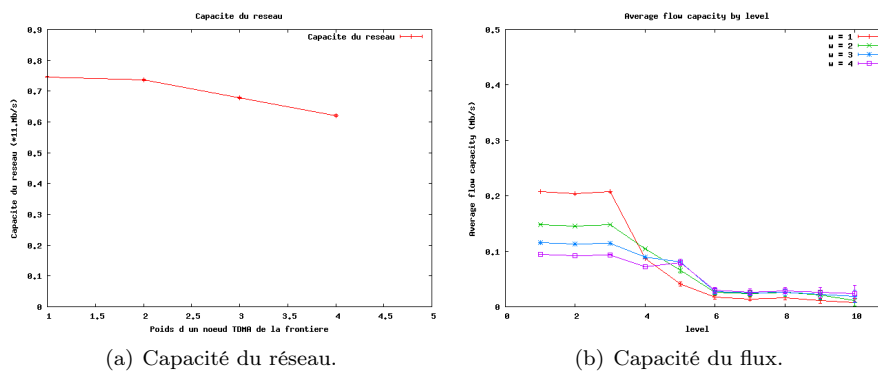 Capacite du reseau
Capacite du reseau
Capacite du reseau (*11.Mb/s)
0.9
0.8
0.7
0.6
0.5
0.4
0.3
0.2
0.1
0
1 1.5 2 2.5 3 3.5 4 4.5 5
Poids d un noeud TDMA de la frontiere
(a) Capacité du réseau.
Average flow capacity by level
w = 1
w = 2
w = 3
w = 4
Average flow capacity (Mb/s)
0.5
0.4
0.3
0.2
0.1
0
0 2 4 6 8 10
level
(b) Capacité du flux.